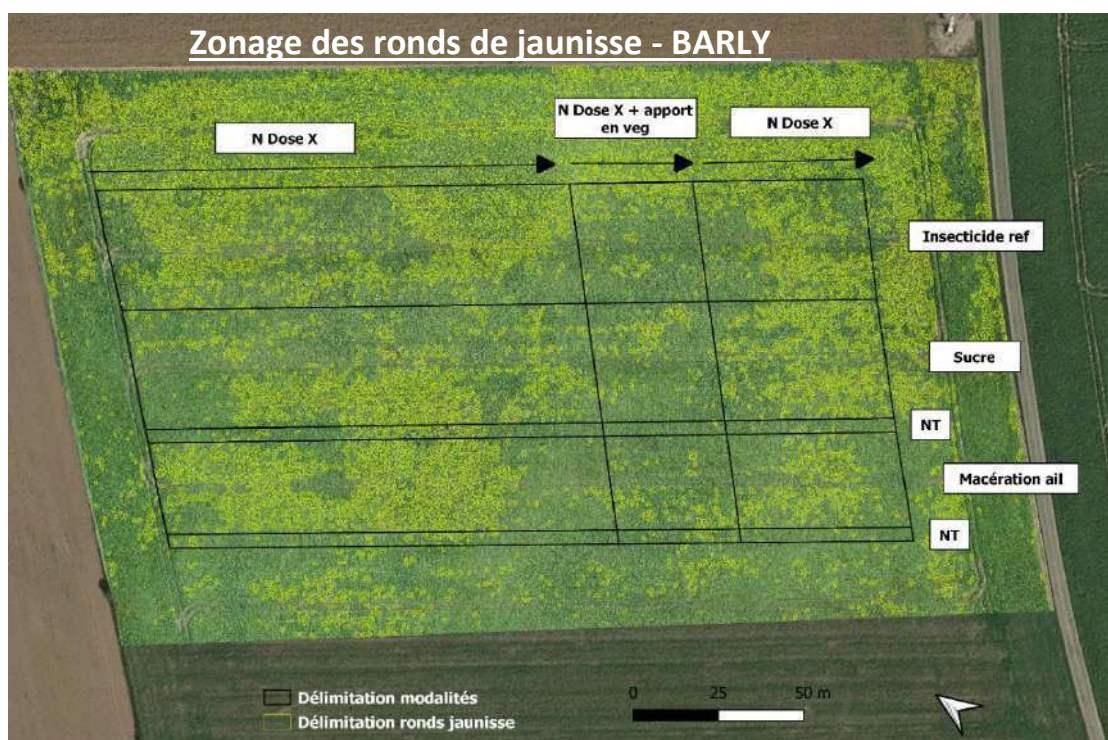 Zonage des ronds de jaunisse - BARLY
N Dose X
N Dose X + apport
en veg
N Dose X
Insecticide ref
Sucre
NT
Macération ail
NT
Délimitation modalités
Délimitation ronds jaunisse
0 25 50 m